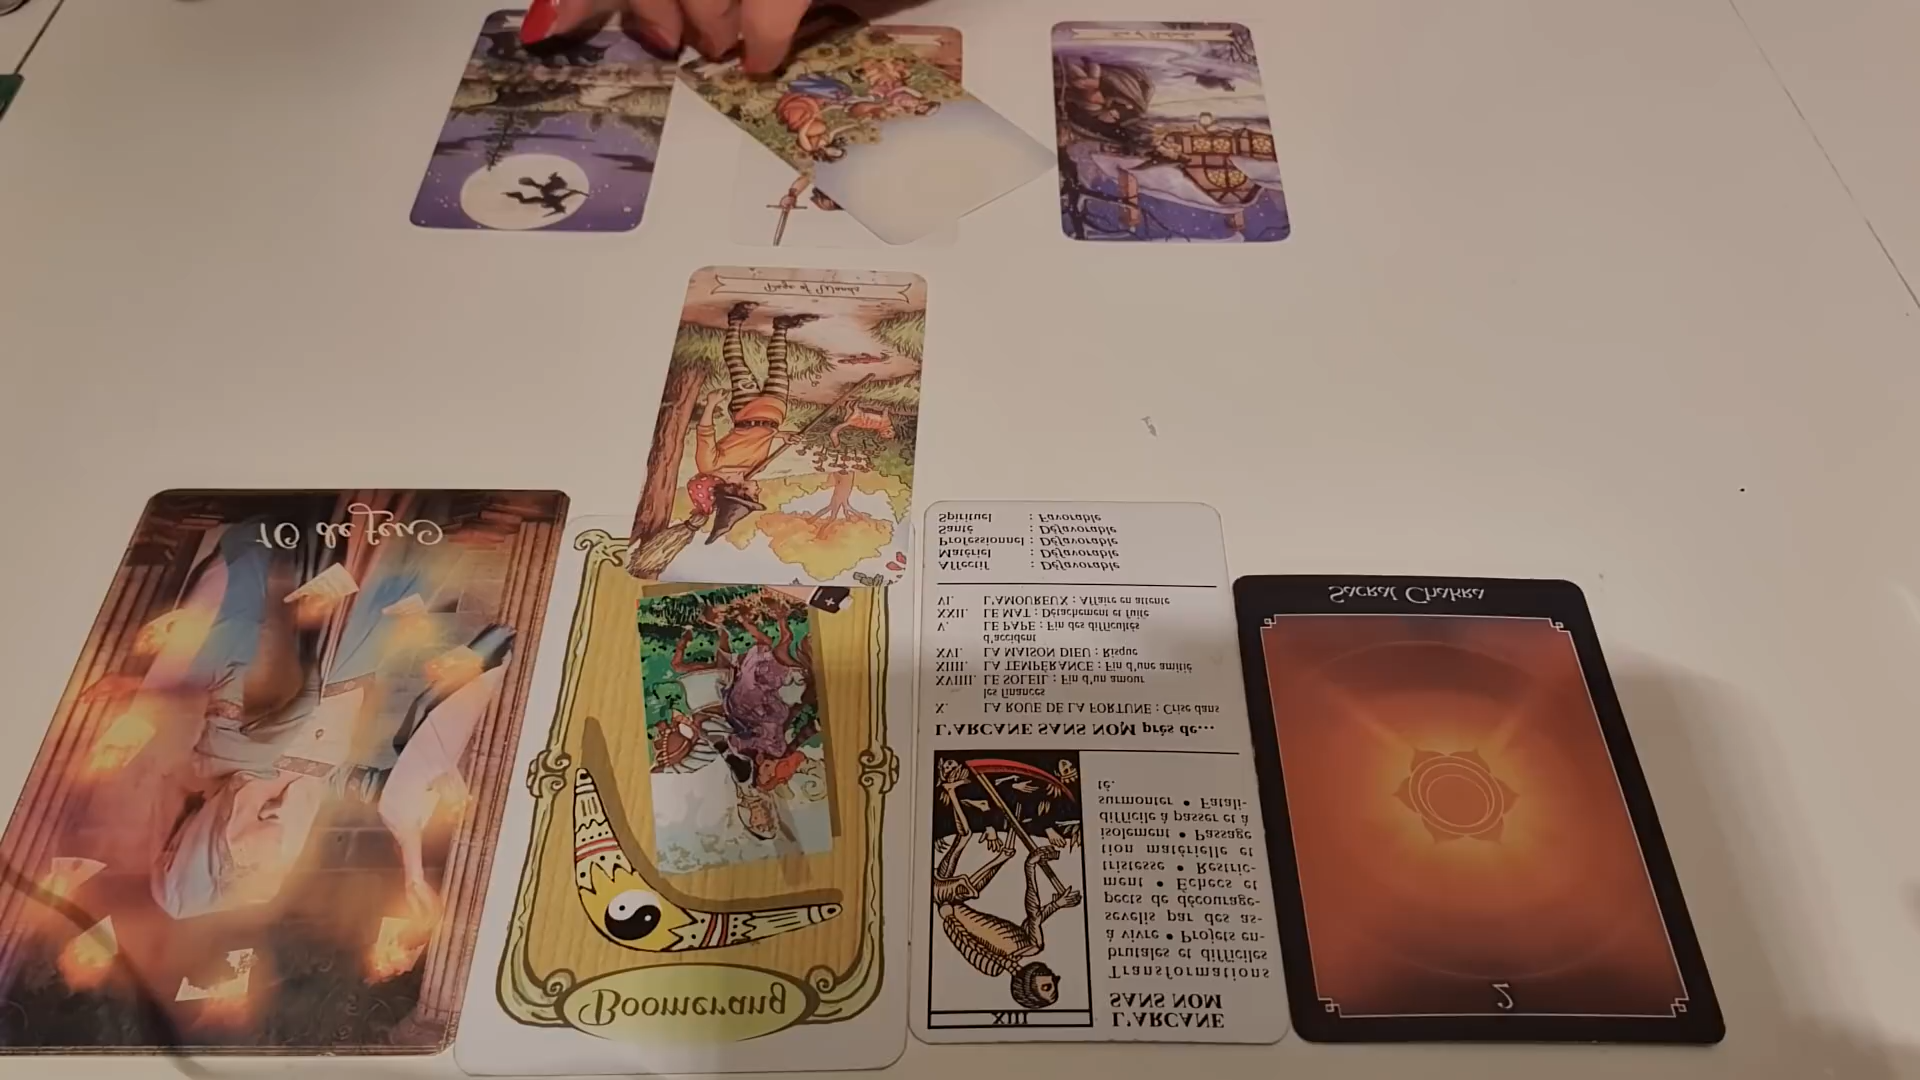 Page of Wands
10 de feu
Boomerang
XIII
L'ARCANE
SANS NOM
Transformations
brutales et difficiles
à vivre • Projets en-
sevelis par des as-
pects de décourage-
ment • Échecs et
tristesse • Restric-
tion matérielle et
isolement • Passage
difficile à passer et à
surmonter • Fatali-
té.
L'ARCANE SANS NOM près de...
X. LA ROUE DE LA FORTUNE : Crise dans
les finances
XVIIII. LE SOLEIL : Fin d'un amour
XIIII. LA TEMPÉRANCE : Fin d'une amitié
XVI. LA MAISON DIEU : Risque
d'accident
V. LE PAPE : Fin des difficultés
XXII. LE MAT : Détachement et fuite
VI. L'AMOUREUX : Affaire en attente
Affectif : Défavorable
Matériel : Défavorable
Professionnel : Défavorable
Santé : Défavorable
Spirituel : Favorable
2
Sacral Chakra